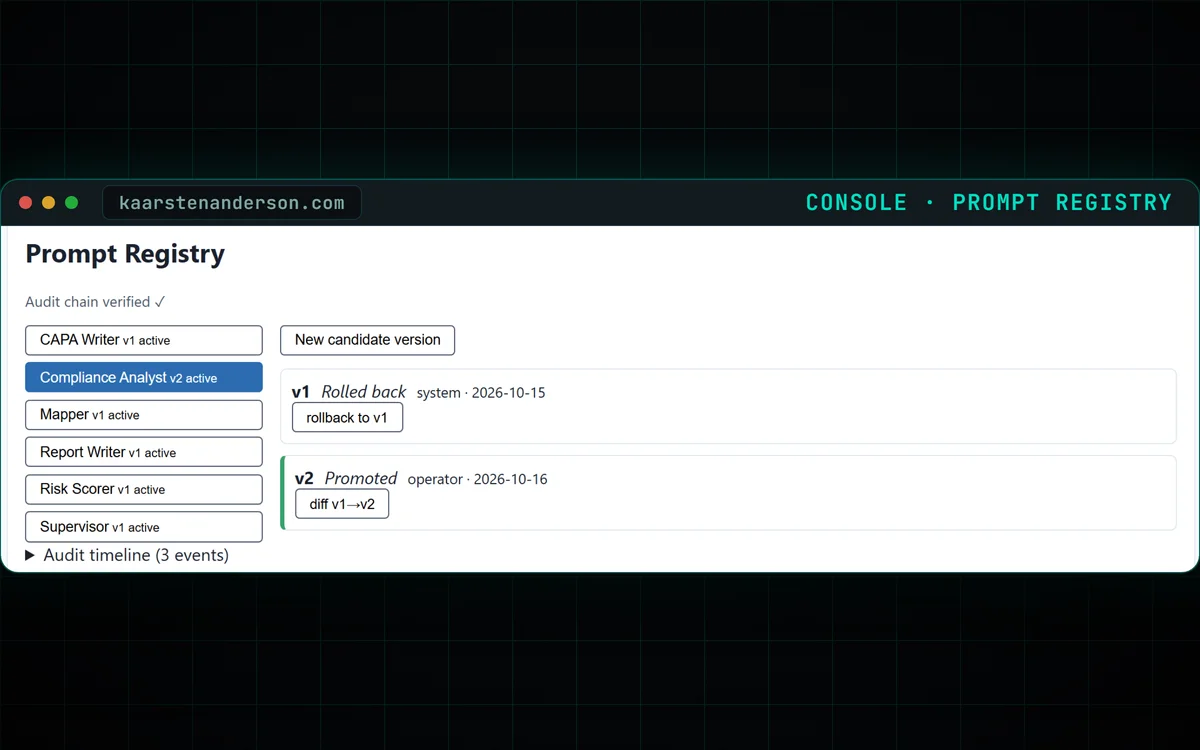 kaarstenanderson.com
CONSOLE · PROMPT REGISTRY
Prompt Registry
Audit chain verified ✓
CAPA Writer v1 active
Compliance Analyst v2 active
Mapper v1 active
Report Writer v1 active
Risk Scorer v1 active
Supervisor v1 active
▶ Audit timeline (3 events)
New candidate version
v1 Rolled back system · 2026-10-15
rollback to v1
v2 Promoted operator · 2026-10-16
diff v1→v2